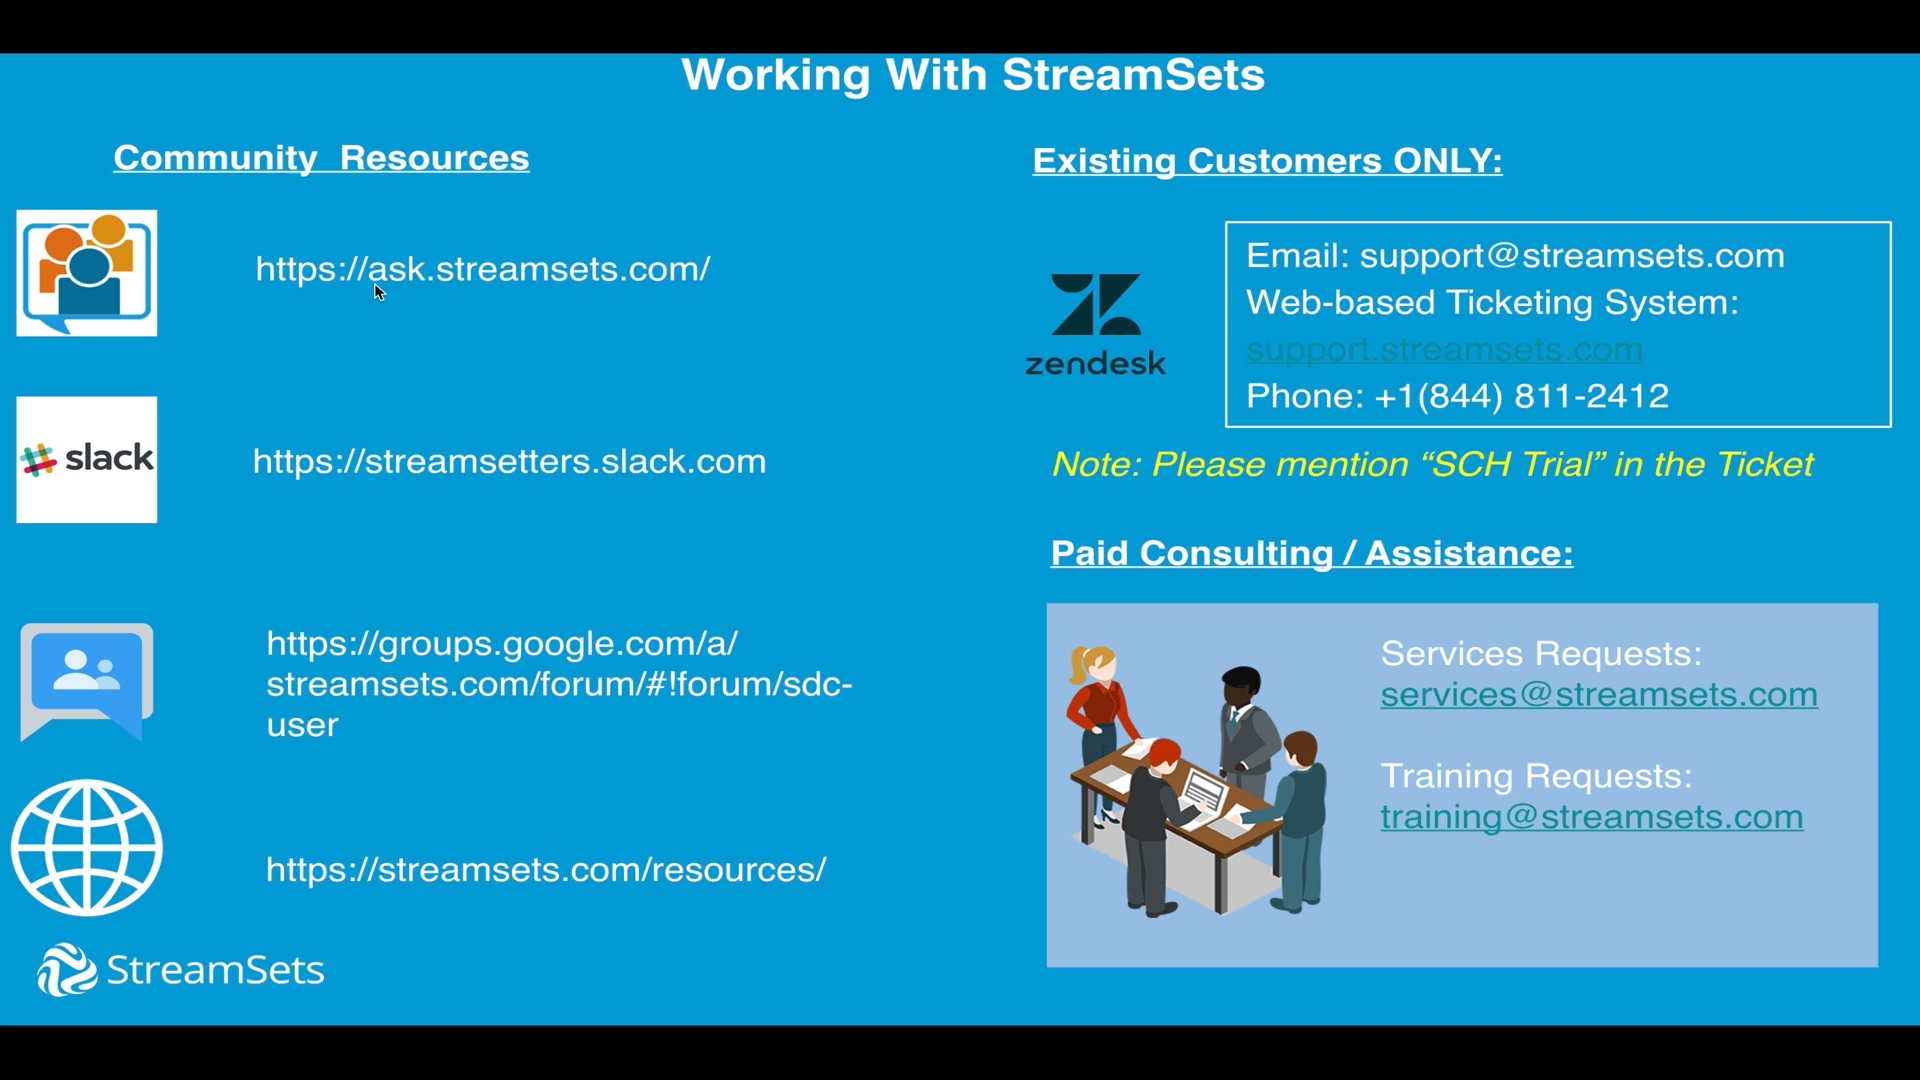 Working With StreamSets
Community Resources
https://ask.streamsets.com/
slack
https://streamsetters.slack.com
https://groups.google.com/a/
streamsets.com/forum/#!forum/sdc-
user
https://streamsets.com/resources/
StreamSets
Existing Customers ONLY:
zendesk
Email: support@streamsets.com
Web-based Ticketing System:
support.streamsets.com
Phone: +1(844) 811-2412
Note: Please mention “SCH Trial” in the Ticket
Paid Consulting / Assistance:
Services Requests:
services@streamsets.com
Training Requests:
training@streamsets.com